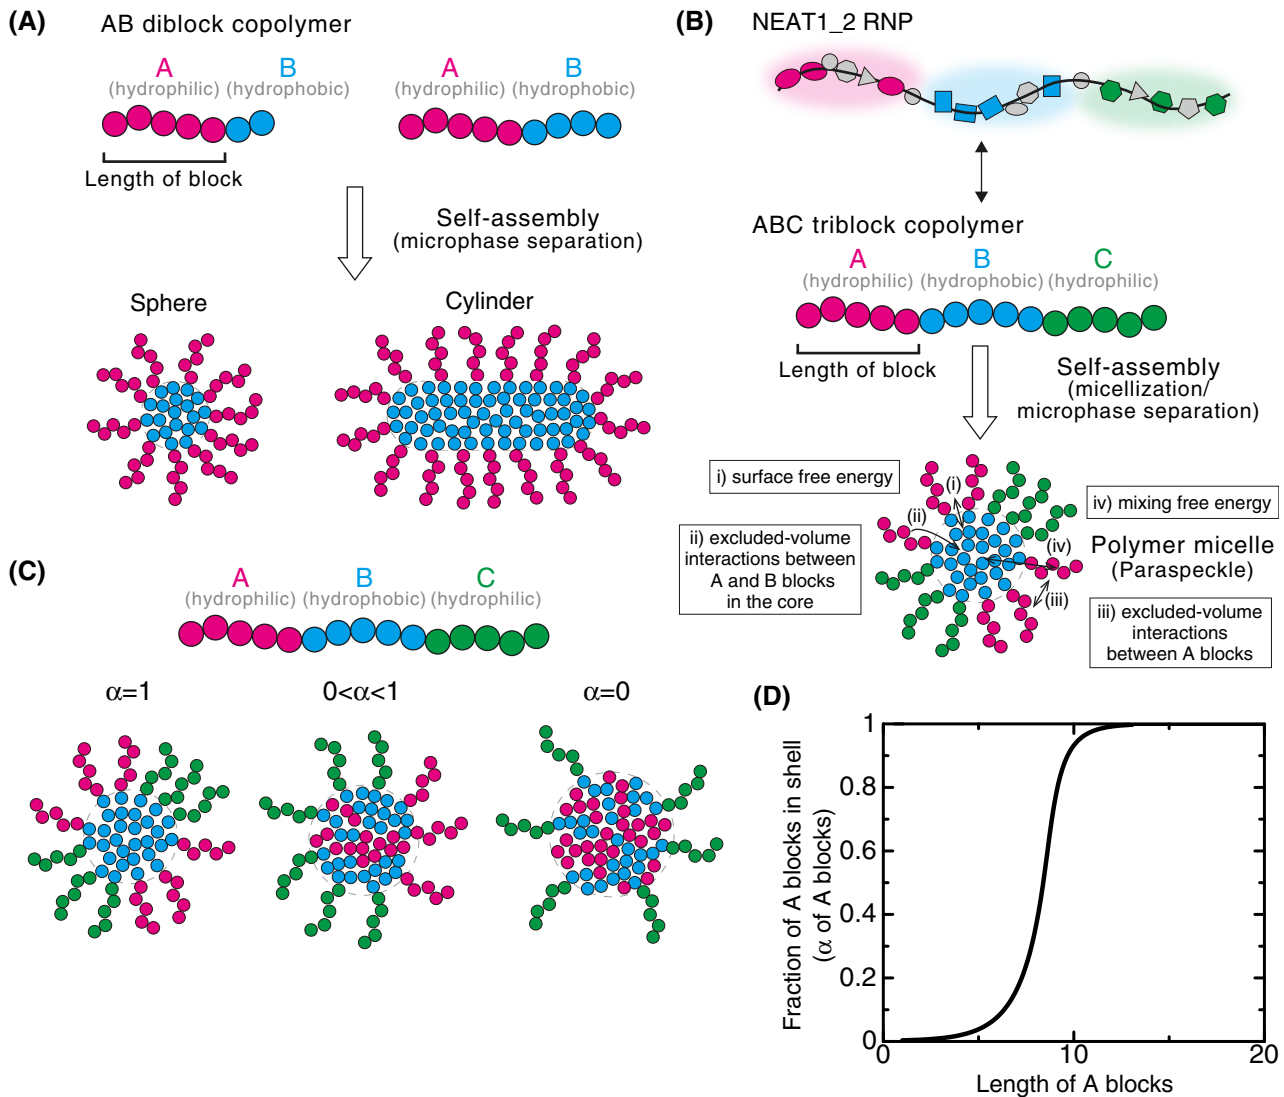 (A)
AB diblock copolymer
A B
(hydrophilic) (hydrophobic)
A B
(hydrophilic) (hydrophobic)
Length of block
Self-assembly
(microphase separation)
Sphere
Cylinder
(B)
NEAT1_2 RNP
ABC triblock copolymer
A B C
(hydrophilic) (hydrophobic) (hydrophilic)
Length of block
Self-assembly
(micellization/
microphase separation)
i) surface free energy
ii) excluded-volume
interactions between
A and B blocks
in the core
(i)
(ii)
(iv)
(iii)
iv) mixing free energy
Polymer micelle
(Paraspeckle)
iii) excluded-volume
interactions
between A blocks
(C)
A B C
(hydrophilic) (hydrophobic) (hydrophilic)
α=1
0<α<1
α=0
(D)
Fraction of A blocks in shell
(α of A blocks)
1
0.8
0.6
0.4
0.2
0
0 10 20
Length of A blocks